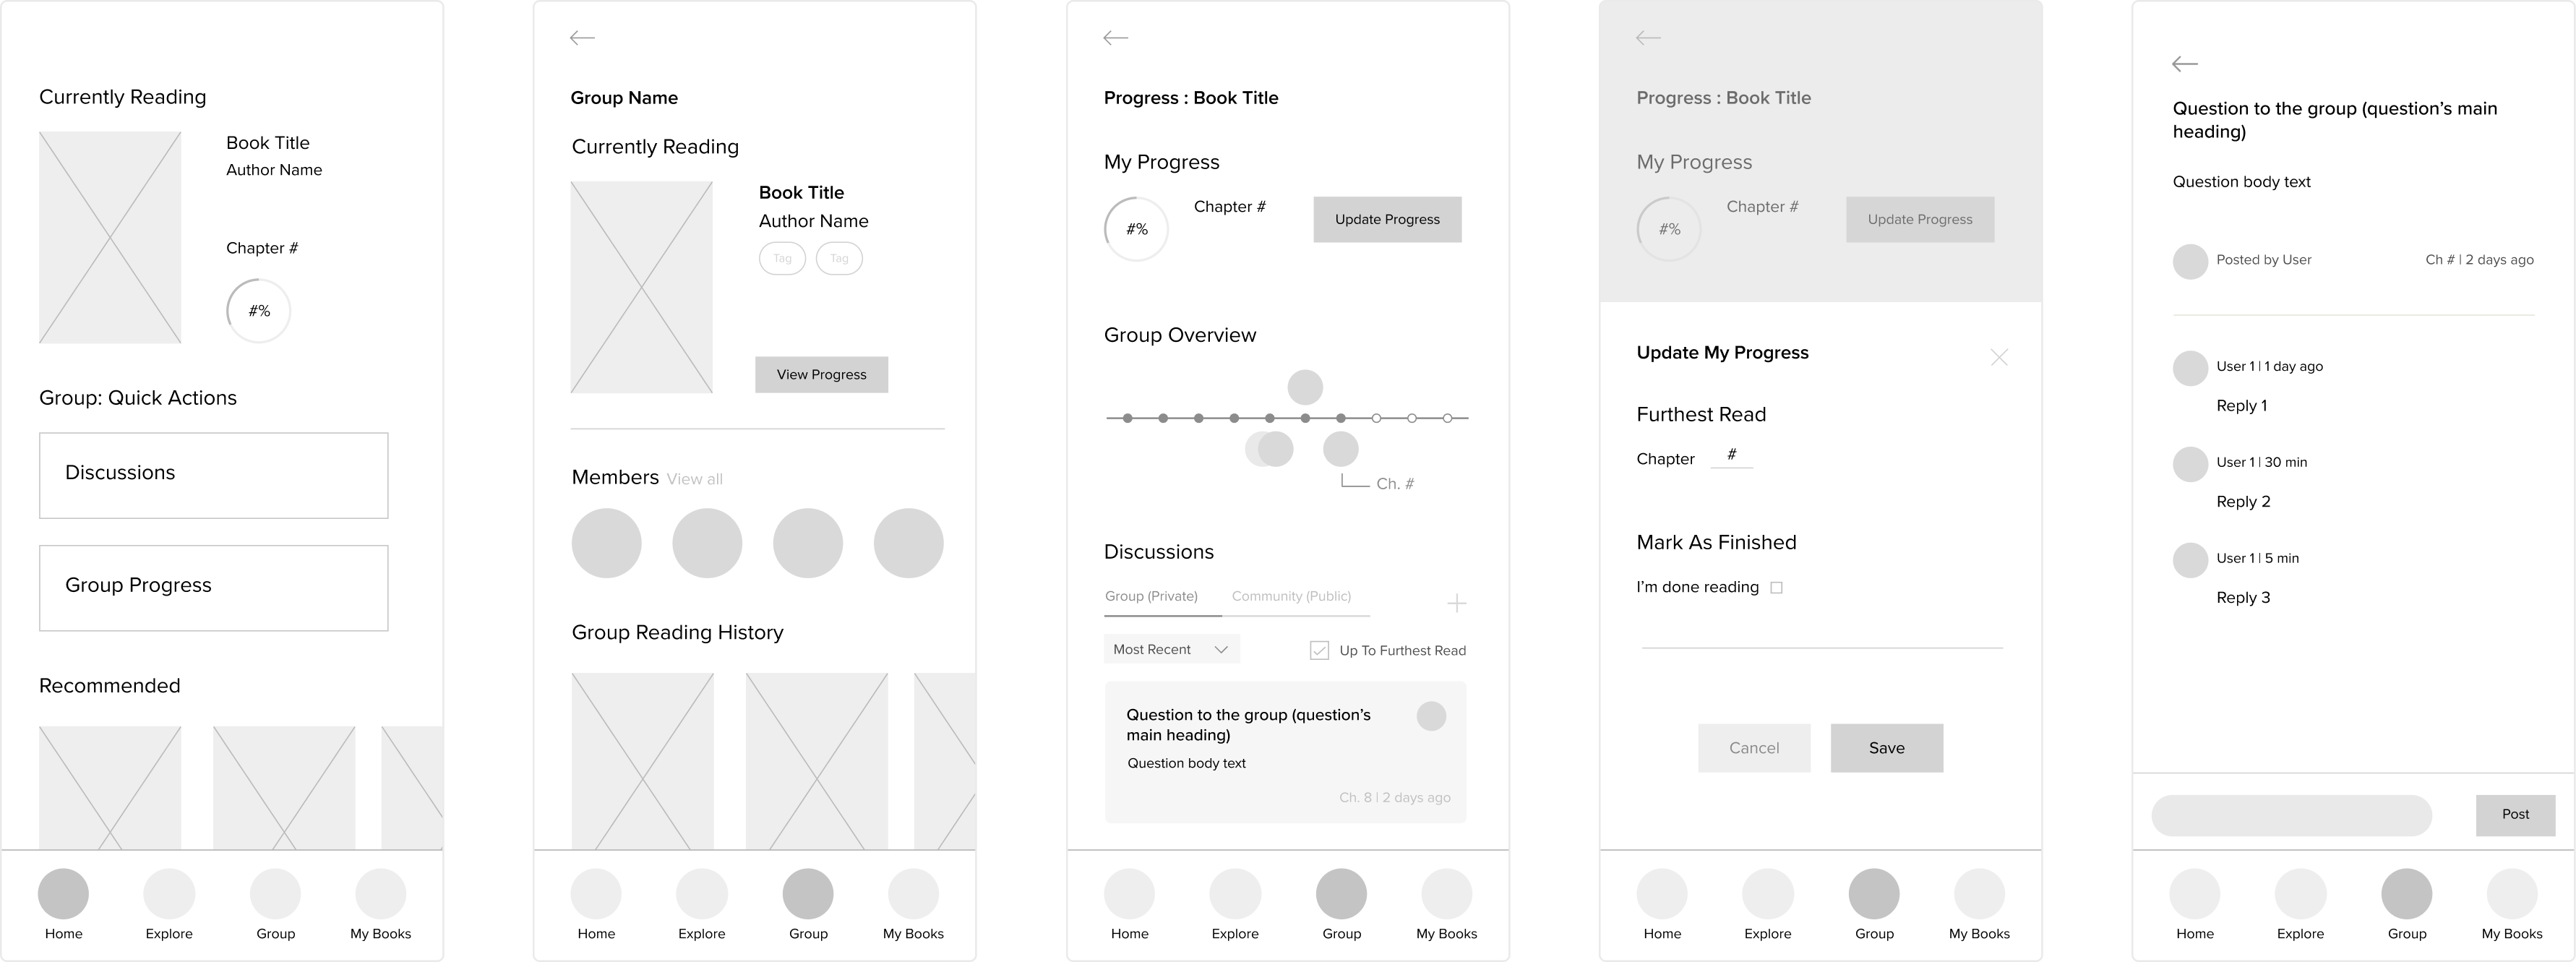 Currently Reading
Book Title
Author Name
Chapter #
#%
Group: Quick Actions
Discussions
Group Progress
Recommended
Home
Explore
Group
My Books
Group Name
Currently Reading
Book Title
Author Name
Tag
Tag
View Progress
Members View all
Group Reading History
Home
Explore
Group
My Books
Progress : Book Title
My Progress
#%
Chapter #
Update Progress
Group Overview
Ch. #
Discussions
Group (Private)
Community (Public)
Most Recent
Up To Furthest Read
Question to the group (question’s
main heading)
Question body text
Ch. 8 | 2 days ago
Home
Explore
Group
My Books
Progress : Book Title
My Progress
#%
Chapter #
Update Progress
Update My Progress
Furthest Read
Chapter #
Mark As Finished
I’m done reading
Cancel
Save
Home
Explore
Group
My Books
Question to the group (question’s main
heading)
Question body text
Posted by User
Ch # | 2 days ago
User 1 | 1 day ago
Reply 1
User 1 | 30 min
Reply 2
User 1 | 5 min
Reply 3
Post
Home
Explore
Group
My Books